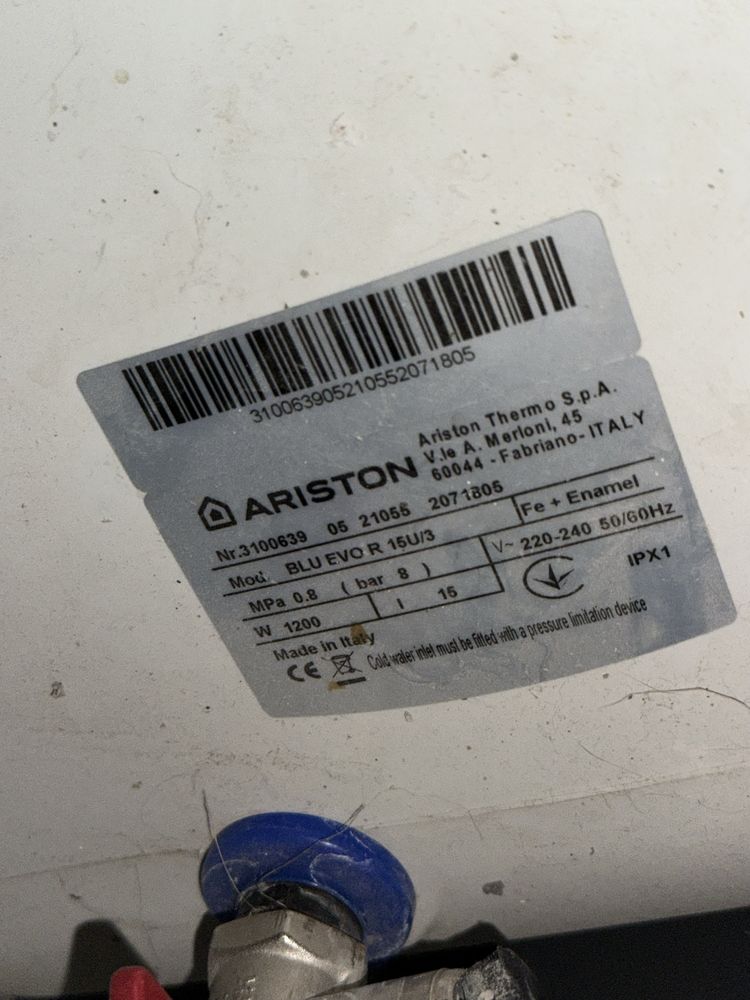 310063905210552071805
ARISTON
Ariston Thermo S.p.A.
V.le A. Merloni, 45
60044 - Fabriano- ITALY
Nr.3100639 05 21055 2071805
Mod. BLU EVO R 15U/3 Fe + Enamel
MPa 0.8 ( bar 8 ) V~ 220-240 50/60Hz
W 1200 l 15 IPX1
Made in Italy
CE Cold water inlet must be fitted with a pressure limitation device